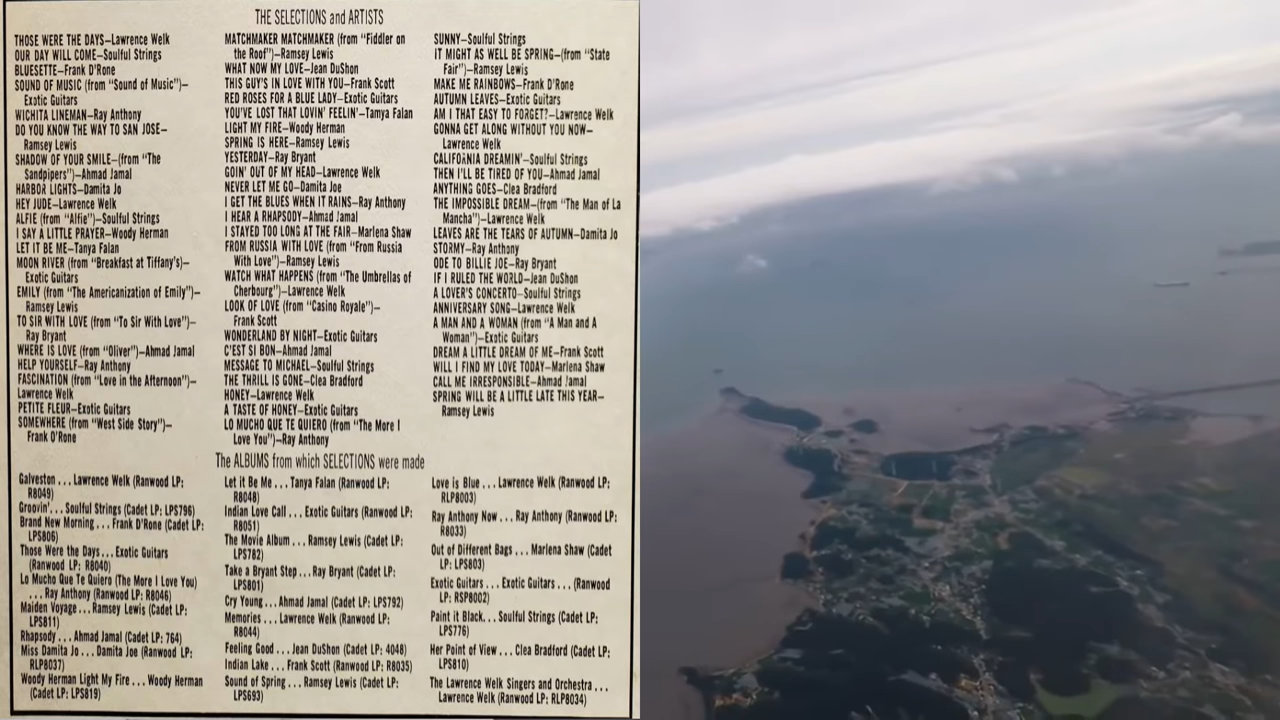 THE SELECTIONS and ARTISTS
THOSE WERE THE DAYS—Lawrence Welk
OUR DAY WILL COME—Soulful Strings
BLUESETTE—Frank D'Rone
SOUND OF MUSIC (from "Sound of Music")—
Exotic Guitars
WICHITA LINEMAN—Ray Anthony
DO YOU KNOW THE WAY TO SAN JOSE—
Ramsey Lewis
SHADOW OF YOUR SMILE—(from "The
Sandpipers")—Ahmad Jamal
HARBOR LIGHTS—Damita Jo
HEY JUDE—Lawrence Welk
ALFIE (from "Alfie")—Soulful Strings
I SAY A LITTLE PRAYER—Woody Herman
LET IT BE ME—Tanya Falan
MOON RIVER (from "Breakfast at Tiffany's)—
Exotic Guitars
EMILY (from "The Americanization of Emily")—
Ramsey Lewis
TO SIR WITH LOVE (from "To Sir With Love")—
Ray Bryant
WHERE IS LOVE (from "Oliver")—Ahmad Jamal
HELP YOURSELF—Ray Anthony
FASCINATION (from "Love in the Afternoon")—
Lawrence Welk
PETITE FLEUR—Exotic Guitars
SOMEWHERE (from "West Side Story")—
Frank O'Rone
MATCHMAKER MATCHMAKER (from "Fiddler on
the Roof")—Ramsey Lewis
WHAT NOW MY LOVE—Jean DuShon
THIS GUY'S IN LOVE WITH YOU—Frank Scott
RED ROSES FOR A BLUE LADY—Exotic Guitars
YOU'VE LOST THAT LOVIN' FEELIN'—Tamya Falan
LIGHT MY FIRE—Woody Herman
SPRING IS HERE—Ramsey Lewis
YESTERDAY—Ray Bryant
GOIN' OUT OF MY HEAD—Lawrence Welk
NEVER LET ME GO—Damita Joe
I GET THE BLUES WHEN IT RAINS—Ray Anthony
I HEAR A RHAPSODY—Ahmad Jamal
I STAYED TOO LONG AT THE FAIR—Marlena Shaw
FROM RUSSIA WITH LOVE (from "From Russia
With Love")—Ramsey Lewis
WATCH WHAT HAPPENS (from "The Umbrellas of
Cherbourg")—Lawrence Welk
LOOK OF LOVE (from "Casino Royale")—
Frank Scott
WONDERLAND BY NIGHT—Exotic Guitars
C'EST SI BON—Ahmad Jamal
MESSAGE TO MICHAEL—Soulful Strings
THE THRILL IS GONE—Clea Bradford
HONEY—Lawrence Welk
A TASTE OF HONEY—Exotic Guitars
LO MUCHO QUE TE QUIERO (from "The More I
Love You")—Ray Anthony
SUNNY—Soulful Strings
IT MIGHT AS WELL BE SPRING—(from "State
Fair")—Ramsey Lewis
MAKE ME RAINBOWS—Frank D'Rone
AUTUMN LEAVES—Exotic Guitars
AM I THAT EASY TO FORGET?—Lawrence Welk
GONNA GET ALONG WITHOUT YOU NOW—
Lawrence Welk
CALIFORNIA DREAMIN'—Soulful Strings
THEN I'LL BE TIRED OF YOU—Ahmad Jamal
ANYTHING GOES—Clea Bradford
THE IMPOSSIBLE DREAM—(from "The Man of La
Mancha")—Lawrence Welk
LEAVES ARE THE TEARS OF AUTUMN—Damita Jo
STORMY—Ray Anthony
ODE TO BILLIE JOE—Ray Bryant
IF I RULED THE WORLD—Jean DuShon
A LOVER'S CONCERTO—Soulful Strings
ANNIVERSARY SONG—Lawrence Welk
A MAN AND A WOMAN (from "A Man and A
Woman")—Exotic Guitars
DREAM A LITTLE DREAM OF ME—Frank Scott
WILL I FIND MY LOVE TODAY—Marlena Shaw
CALL ME IRRESPONSIBLE—Ahmad Jamal
SPRING WILL BE A LITTLE LATE THIS YEAR—
Ramsey Lewis
The ALBUMS from which SELECTIONS were made
Galveston . . . Lawrence Welk (Ranwood LP:
R8049)
Groovin'. . . Soulful Strings (Cadet LP: LPS796)
Brand New Morning . . . Frank D'Rone (Cadet LP:
LPS806)
Those Were the Days. . . Exotic Guitars
(Ranwood LP: R8040)
Lo Mucho Que Te Quiero (The More I Love You)
. . . Ray Anthony (Ranwood LP: R8046)
Maiden Voyage. . . Ramsey Lewis (Cadet LP:
LPS811)
Rhapsody . . . Ahmad Jamal (Cadet LP: 764)
Miss Damita Jo . . . Damita Joe (Ranwood LP:
RLP8037)
Woody Herman Light My Fire . . . Woody Herman
(Cadet LP: LPS819)
Let it Be Me . . . Tanya Falan (Ranwood LP:
R8048)
Indian Love Call . . . Exotic Guitars (Ranwood LP:
R8051)
The Movie Album . . . Ramsey Lewis (Cadet LP:
LPS782)
Take a Bryant Step . . . Ray Bryant (Cadet LP:
LPS801)
Cry Young . . . Ahmad Jamal (Cadet LP: LPS792)
Memories . . . Lawrence Welk (Ranwood LP:
R8044)
Feeling Good . . . Jean DuShon (Cadet LP: 4048)
Indian Lake . . . Frank Scott (Ranwood LP: R8035)
Sound of Spring . . . Ramsey Lewis (Cadet LP:
LPS693)
Love is Blue . . . Lawrence Welk (Ranwood LP:
RLP8003)
Ray Anthony Now . . . Ray Anthony (Ranwood LP:
R8033)
Out of Different Bags . . . Marlena Shaw (Cadet
LP: LPS803)
Exotic Guitars . . . Exotic Guitars . . . (Ranwood
LP: RSP8002)
Paint it Black. . . Soulful Strings (Cadet LP:
LPS776)
Her Point of View . . . Clea Bradford (Cadet LP:
LPS810)
The Lawrence Welk Singers and Orchestra . . .
Lawrence Welk (Ranwood LP: RLP8034)